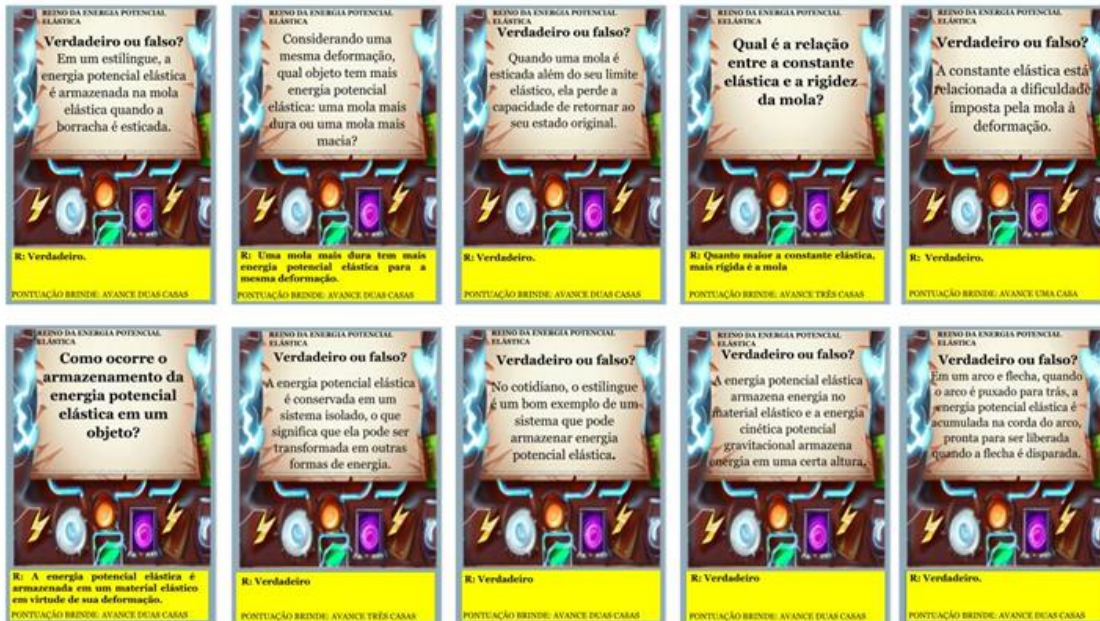 REINO DA ENERGIA POTENCIAL
ELÁSTICA
Verdadeiro ou falso?
Em um estilingue, a
energia potencial elástica
é armazenada na mola
elástica quando a
borracha é esticada.
R: Verdadeiro.
PONTUAÇÃO BRINDE: AVANCE DUAS CASAS
REINO DA ENERGIA POTENCIAL
ELÁSTICA
Considerando uma
mesma deformação,
qual objeto tem mais
energia potencial
elástica: uma mola mais
dura ou uma mola mais
macia?
R: Uma mola mais dura tem mais
energia potencial elástica para a
mesma deformação.
PONTUAÇÃO BRINDE: AVANCE DUAS CASAS
REINO DA ENERGIA POTENCIAL
ELÁSTICA
Verdadeiro ou falso?
Quando uma mola é
esticada além do seu limite
elástico, ela perde a
capacidade de retornar ao
seu estado original.
R: Verdadeiro.
PONTUAÇÃO BRINDE: AVANCE DUAS CASAS
REINO DA ENERGIA POTENCIAL
EELÁSTICA
Qual é a relação
entre a constante
elástica e a rigidez
da mola?
R: Quanto maior a constante elástica,
mais rígida é a mola
PONTUAÇÃO BRINDE: AVANCE TRÊS CASAS
REINO DA ENERGIA POTENCIAL
ELÁSTICA
Verdadeiro ou falso?
A constante elástica está
relacionada a dificuldade
imposta pela mola à
deformação.
R: Verdadeiro.
PONTUAÇÃO BRINDE: AVANCE UMA CASA
REINO DA ENERGIA POTENCIAL
ELÁSTICA
Como ocorre o
armazenamento da
energia potencial
elástica em um
objeto?
R: A energia potencial elástica é
armazenada em um material elástico
em virtude de sua deformação.
PONTUAÇÃO BRINDE: AVANCE DUAS CASAS
REINO DA ENERGIA POTENCIAL
ELÁSTICA
Verdadeiro ou falso?
A energia potencial elástica
é conservada em um
sistema isolado, o que
significa que ela pode ser
transformada em outras
formas de energia.
R: Verdadeiro
PONTUAÇÃO BRINDE: AVANCE TRÊS CASAS
REINO DA ENERGIA POTENCIAL
ELÁSTICA
Verdadeiro ou falso?
No cotidiano, o estilingue
é um bom exemplo de um
sistema que pode
armazenar energia
potencial elástica.
R: Verdadeiro
PONTUAÇÃO BRINDE: AVANCE DUAS CASAS
REINO DA ENERGIA POTENCIAL
ELÁSTICA
Verdadeiro ou falso?
A energia potencial elástica
armazena energia no
material elástico e a energia
cinética potencial
gravitacional armazena
energia em uma certa altura.
R: Verdadeiro
PONTUAÇÃO BRINDE: AVANCE DUAS CASAS
REINO DA ENERGIA POTENCIAL
ELÁSTICA
Verdadeiro ou falso?
Em um arco e flecha, quando
o arco é puxado para trás, a
energia potencial elástica é
acumulada na corda do arco,
pronta para ser liberada
quando a flecha é disparada.
R: Verdadeiro.
PONTUAÇÃO BRINDE: AVANCE DUAS CASAS